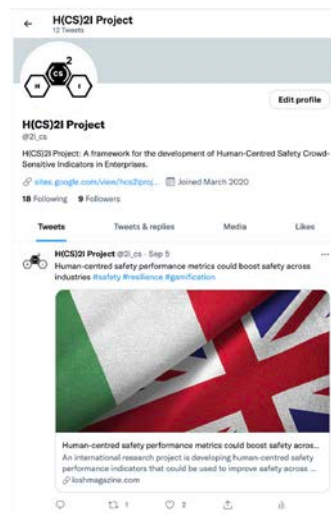 H(CS)2I Project
12 Tweets
2
CS
H
I
Edit profile
H(CS)2I Project
@2i_cs
H(CS)2I Project: A framework for the development of Human-Centred Safety Crowd-
Sensitive Indicators in Enterprises.
sites.google.com/view/hcs2iproj... Joined March 2020
18 Following 9 Followers
Tweets Tweets & replies Media Likes
H(CS)2I Project @2i_cs · Sep 5 ...
Human-centred safety performance metrics could boost safety across
industries #safety #resilience #gamification
Human-centred safety performance metrics could boost safety acros...
An international research project is developing human-centred safety
performance indicators that could be used to improve safety across ...
ioshmagazine.com
1 2